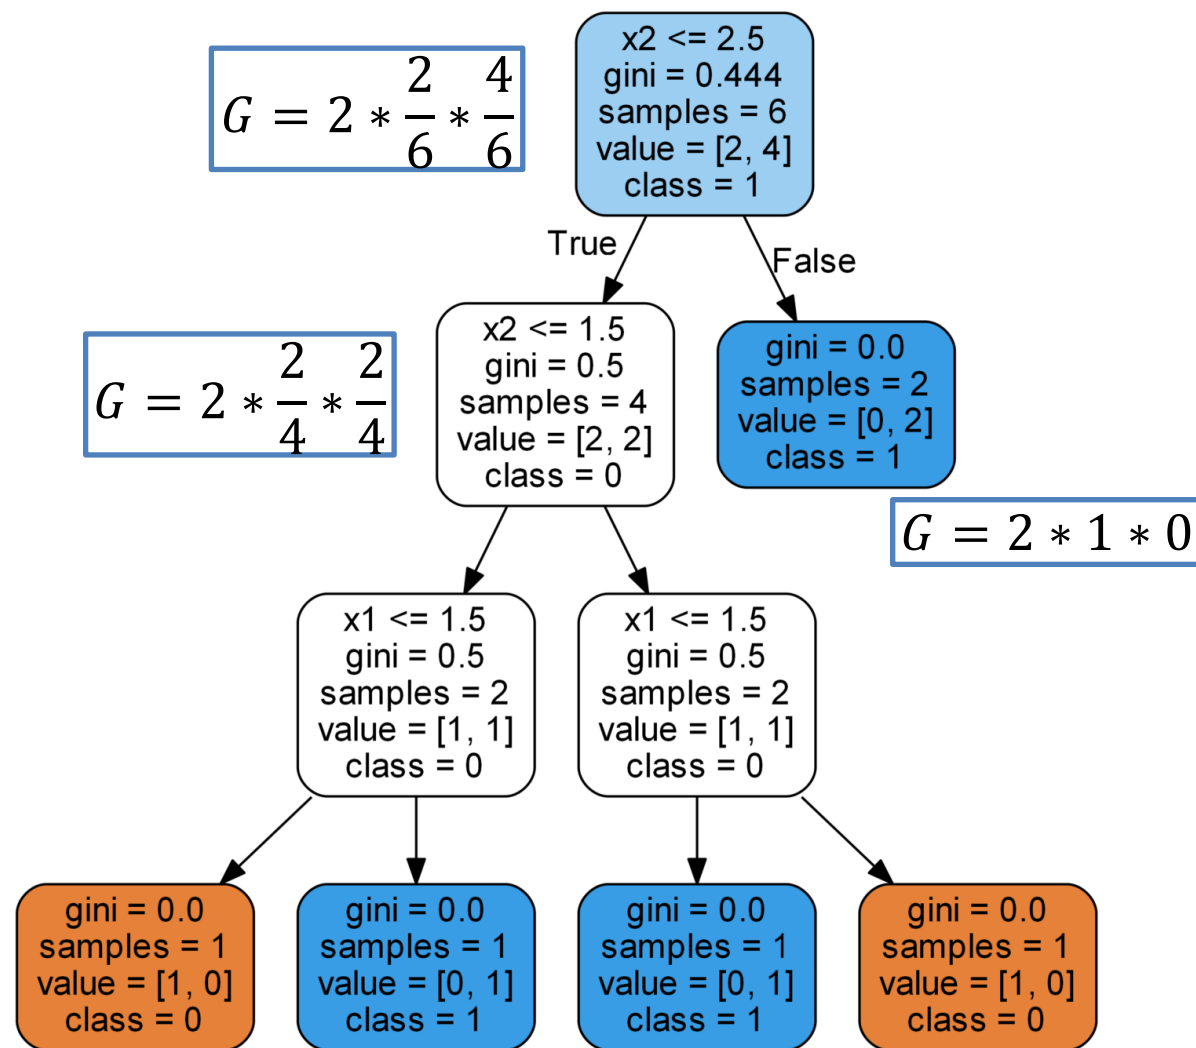 G = 2 * 2/6 * 4/6
x2 <= 2.5
gini = 0.444
samples = 6
value = [2, 4]
class = 1
True
False
G = 2 * 2/4 * 2/4
x2 <= 1.5
gini = 0.5
samples = 4
value = [2, 2]
class = 0
gini = 0.0
samples = 2
value = [0, 2]
class = 1
G = 2 * 1 * 0
x1 <= 1.5
gini = 0.5
samples = 2
value = [1, 1]
class = 0
x1 <= 1.5
gini = 0.5
samples = 2
value = [1, 1]
class = 0
gini = 0.0
samples = 1
value = [1, 0]
class = 0
gini = 0.0
samples = 1
value = [0, 1]
class = 1
gini = 0.0
samples = 1
value = [0, 1]
class = 1
gini = 0.0
samples = 1
value = [1, 0]
class = 0